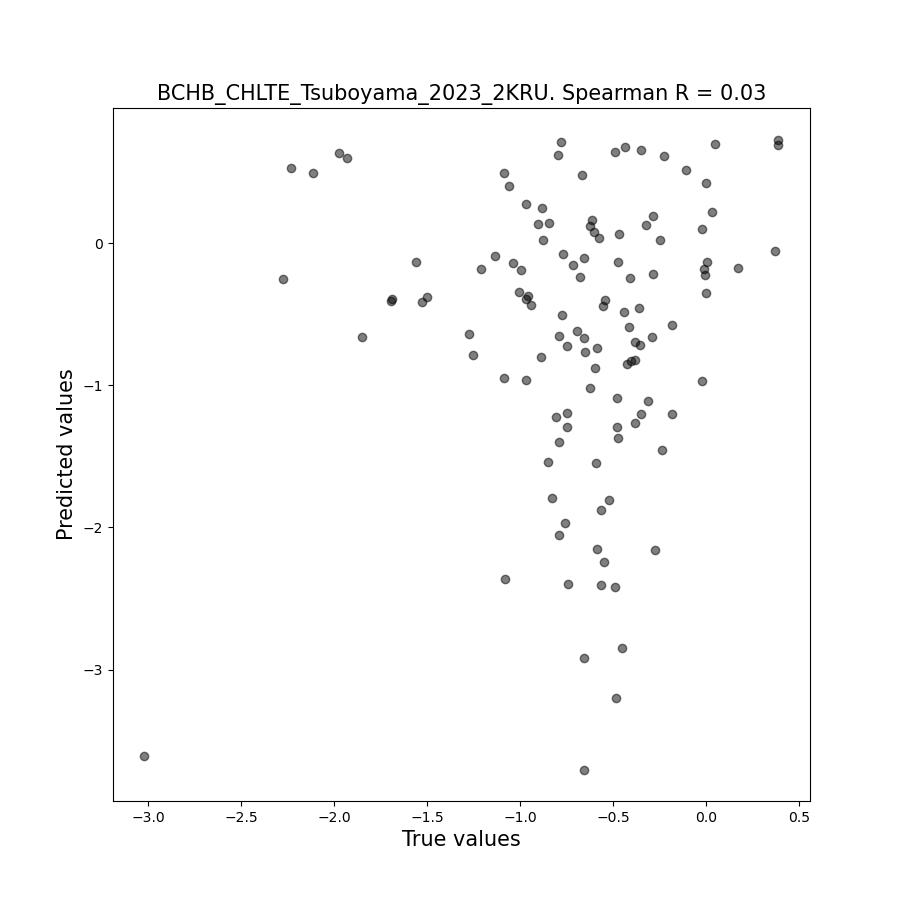 BCHB_CHLTE_Tsuboyama_2023_2KRU. Spearman R = 0.03
0
−1
−2
−3
Predicted values
−3.0 −2.5 −2.0 −1.5 −1.0 −0.5 0.0 0.5
True values